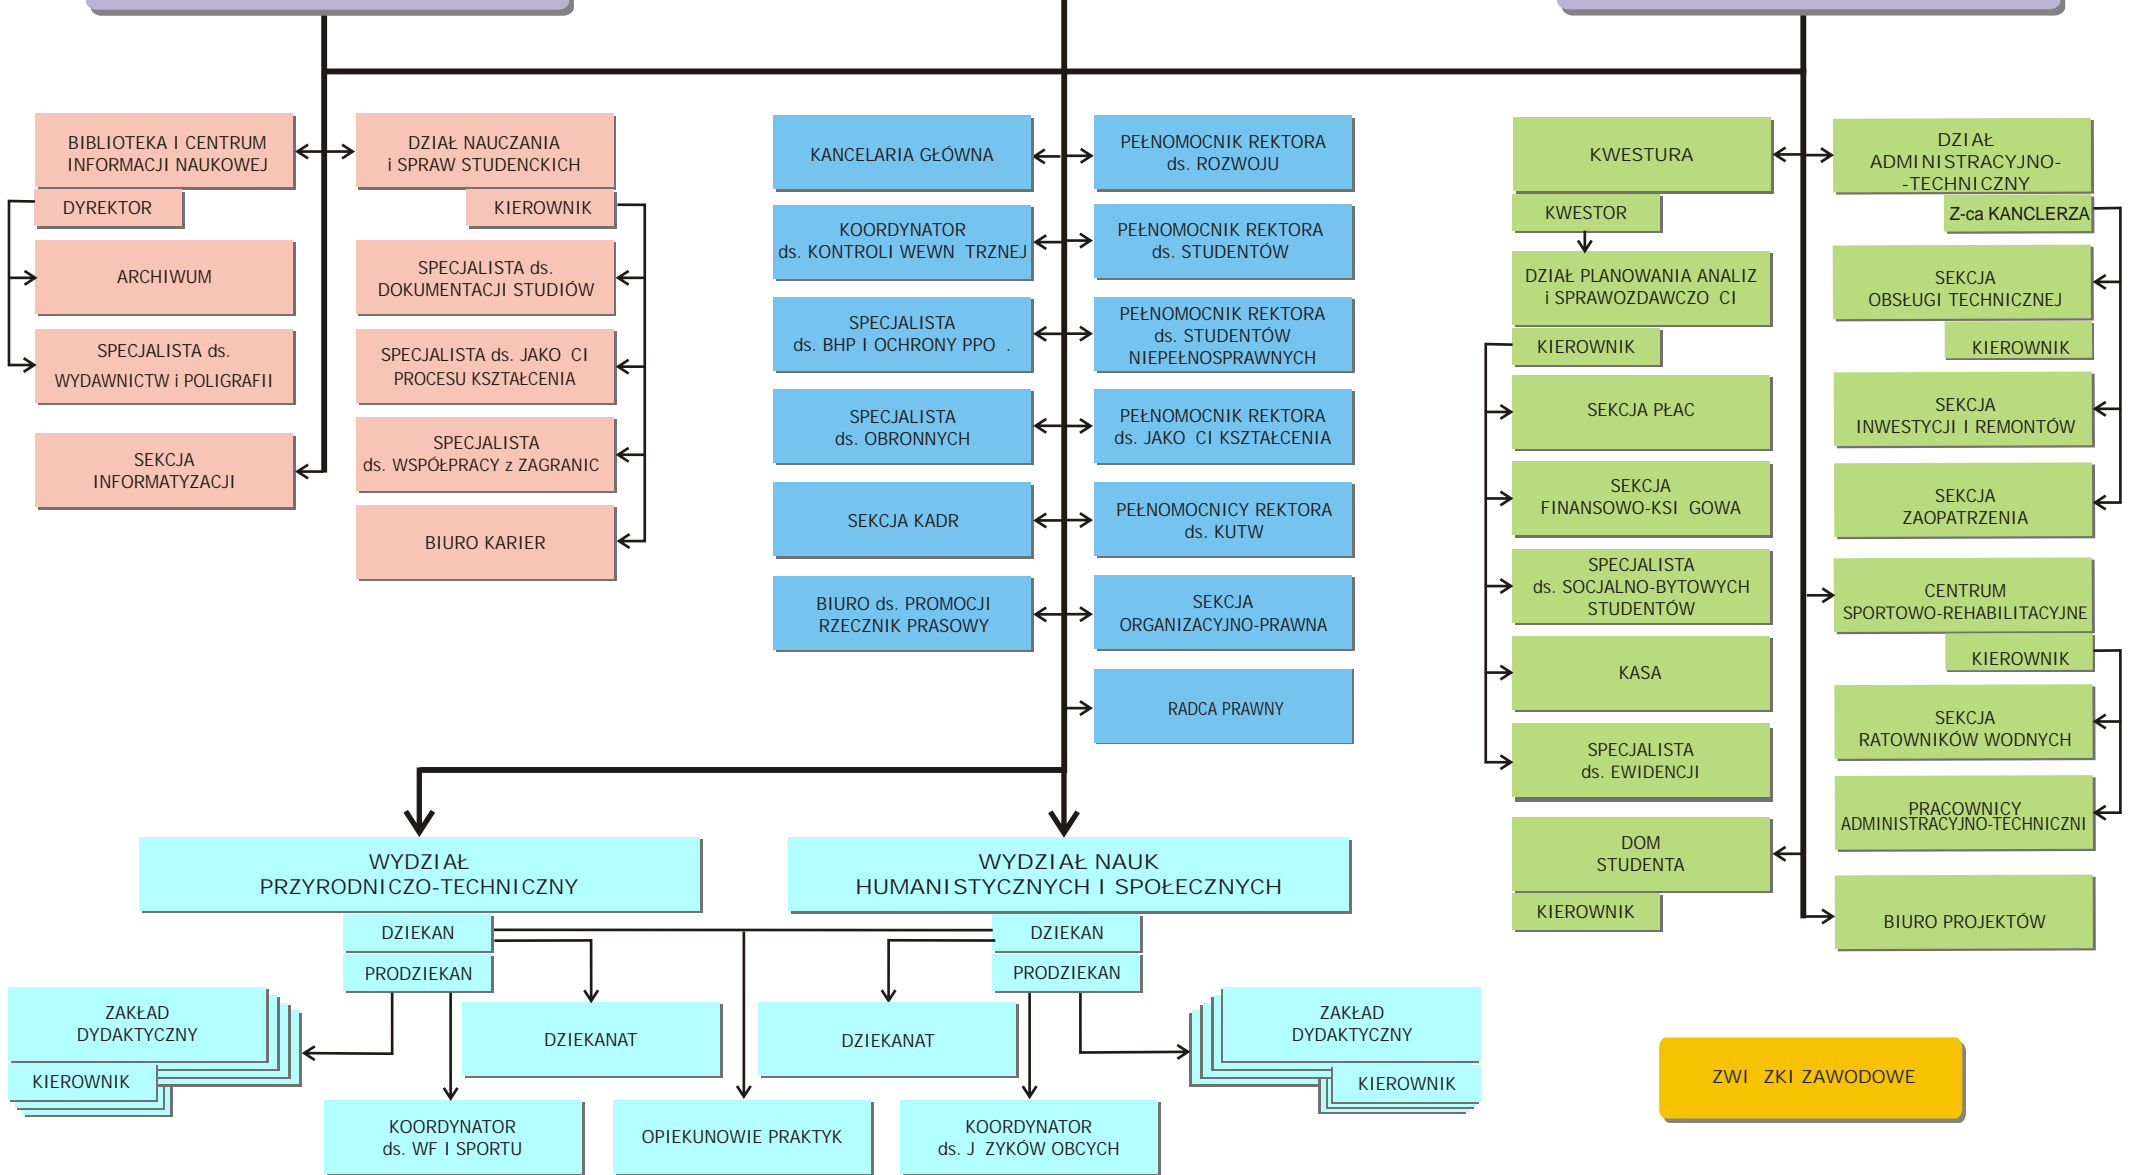 BIBLIOTEKA I CENTRUM
INFORMACJI NAUKOWEJ
DYREKTOR
ARCHIWUM
SPECJALISTA ds.
WYDAWNICTW i POLIGRAFII
SEKCJA
INFORMATYZACJI
DZIAŁ NAUCZANIA
i SPRAW STUDENCKICH
KIEROWNIK
SPECJALISTA ds.
DOKUMENTACJI STUDIÓW
SPECJALISTA ds. JAKO CI
PROCESU KSZTAŁCENIA
SPECJALISTA
ds. WSPÓŁPRACY z ZAGRANIC
BIURO KARIER
KANCELARIA GŁÓWNA
KOORDYNATOR
ds. KONTROLI WEWN TRZNEJ
SPECJALISTA
ds. BHP I OCHRONY PPO .
SPECJALISTA
ds. OBRONNYCH
SEKCJA KADR
BIURO ds. PROMOCJI
RZECZNIK PRASOWY
PEŁNOMOCNIK REKTORA
ds. ROZWOJU
PEŁNOMOCNIK REKTORA
ds. STUDENTÓW
PEŁNOMOCNIK REKTORA
ds. STUDENTÓW
NIEPEŁNOSPRAWNYCH
PEŁNOMOCNIK REKTORA
ds. JAKO CI KSZTAŁCENIA
PEŁNOMOCNICY REKTORA
ds. KUTW
SEKCJA
ORGANIZACYJNO-PRAWNA
RADCA PRAWNY
KWESTURA
KWESTOR
DZIAŁ PLANOWANIA ANALIZ
i SPRAWOZDAWCZO CI
KIEROWNIK
SEKCJA PŁAC
SEKCJA
FINANSOWO-KSI GOWA
SPECJALISTA
ds. SOCJALNO-BYTOWYCH
STUDENTÓW
KASA
SPECJALISTA
ds. EWIDENCJI
DOM
STUDENTA
KIEROWNIK
DZIAŁ
ADMINISTRACYJNO-
-TECHNICZNY
Z-ca KANCLERZA
SEKCJA
OBSŁUGI TECHNICZNEJ
KIEROWNIK
SEKCJA
INWESTYCJI I REMONTÓW
SEKCJA
ZAOPATRZENIA
CENTRUM
SPORTOWO-REHABILITACYJNE
KIEROWNIK
SEKCJA
RATOWNIKÓW WODNYCH
PRACOWNICY
ADMINISTRACYJNO-TECHNICZNI
BIURO PROJEKTÓW
WYDZIAŁ
PRZYRODNICZO-TECHNICZNY
DZIEKAN
PRODZIEKAN
WYDZIAŁ NAUK
HUMANISTYCZNYCH I SPOŁECZNYCH
DZIEKAN
PRODZIEKAN
ZAKŁAD
DYDAKTYCZNY
KIEROWNIK
DZIEKANAT
DZIEKANAT
ZAKŁAD
DYDAKTYCZNY
KIEROWNIK
KOORDYNATOR
ds. WF I SPORTU
OPIEKUNOWIE PRAKTYK
KOORDYNATOR
ds. J ZYKÓW OBCYCH
ZWI ZKI ZAWODOWE